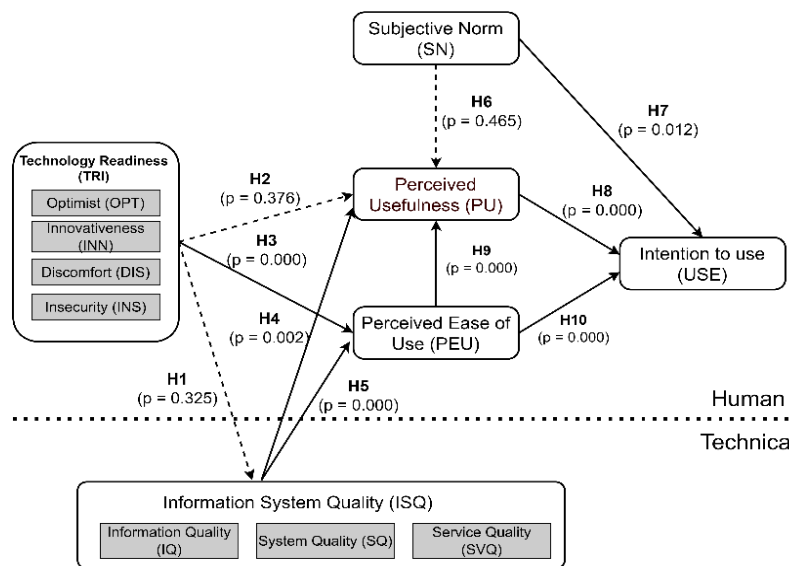 Subjective Norm
(SN)
H6
(p = 0.465)
H7
(p = 0.012)
Technology Readiness
(TRI)
Optimist (OPT)
Innovativeness
(INN)
Discomfort (DIS)
Insecurity (INS)
H2
(p = 0.376)
Perceived
Usefulness (PU)
H8
(p = 0.000)
H3
(p = 0.000)
H9
(p = 0.000)
Intention to use
(USE)
H4
(p = 0.002)
Perceived Ease of
Use (PEU)
H10
(p = 0.000)
H1
(p = 0.325)
H5
(p = 0.000)
Human
Technica
Information System Quality (ISQ)
Information Quality
(IQ)
System Quality (SQ)
Service Quality
(SVQ)